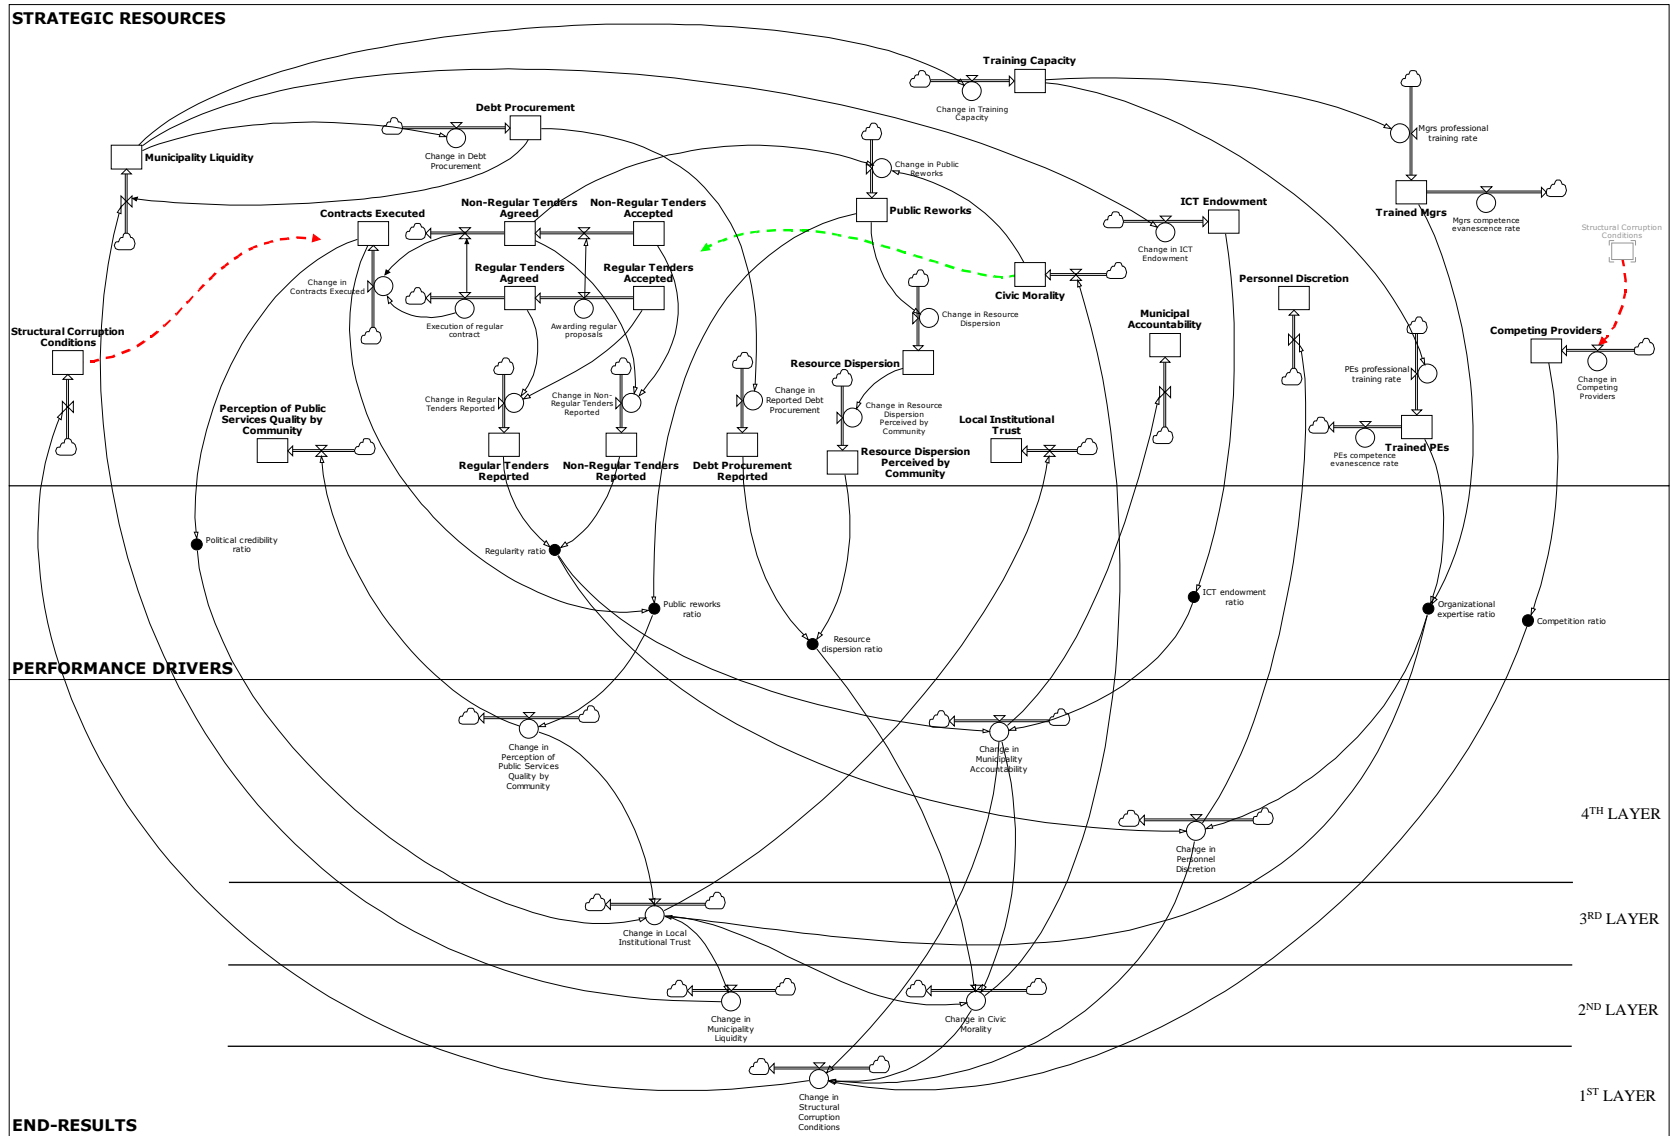 STRATEGIC RESOURCES
Training Capacity
Change in Training
Capacity
Debt Procurement
Change in Debt
Procurement
Municipality Liquidity
Mgrs professional
training rate
Change in Public
Reworks
Trained Mgrs
Mgrs competence
evanescence rate
Contracts Executed
Non-Regular Tenders
Agreed
Non-Regular Tenders
Accepted
Public Reworks
ICT Endowment
Change in ICT
Endowment
Structural Corruption
Conditions
Change in
Contracts Executed
Regular Tenders
Agreed
Regular Tenders
Accepted
Civic Morality
Personnel Discretion
Execution of regular
contract
Awarding regular
proposals
Change in Resource
Dispersion
Municipal
Accountability
Structural Corruption
Conditions
Competing Providers
Change in
Competing
Providers
Resource Dispersion
PEs professional
training rate
Change in Regular
Tenders Reported
Change in Non-
Regular Tenders
Reported
Change in
Reported Debt
Procurement
Change in Resource
Dispersion
Perceived by
Community
Perception of Public
Services Quality by
Community
Local Institutional
Trust
Trained PEs
PEs competence
evanescence rate
Regular Tenders
Reported
Non-Regular Tenders
Reported
Debt Procurement
Reported
Resource Dispersion
Perceived by
Community
Political credibility
ratio
Regularity ratio
Public reworks
ratio
Resource
dispersion ratio
ICT endowment
ratio
Organizational
expertise ratio
Competition ratio
PERFORMANCE DRIVERS
Change in
Perception of
Public Services
Quality by
Community
Change in
Municipality
Accountability
Change in
Personnel
Discretion
4TH LAYER
Change in Local
Institutional Trust
3RD LAYER
Change in
Municipality
Liquidity
Change in Civic
Morality
2ND LAYER
Change in
Structural
Corruption
Conditions
1ST LAYER
END-RESULTS